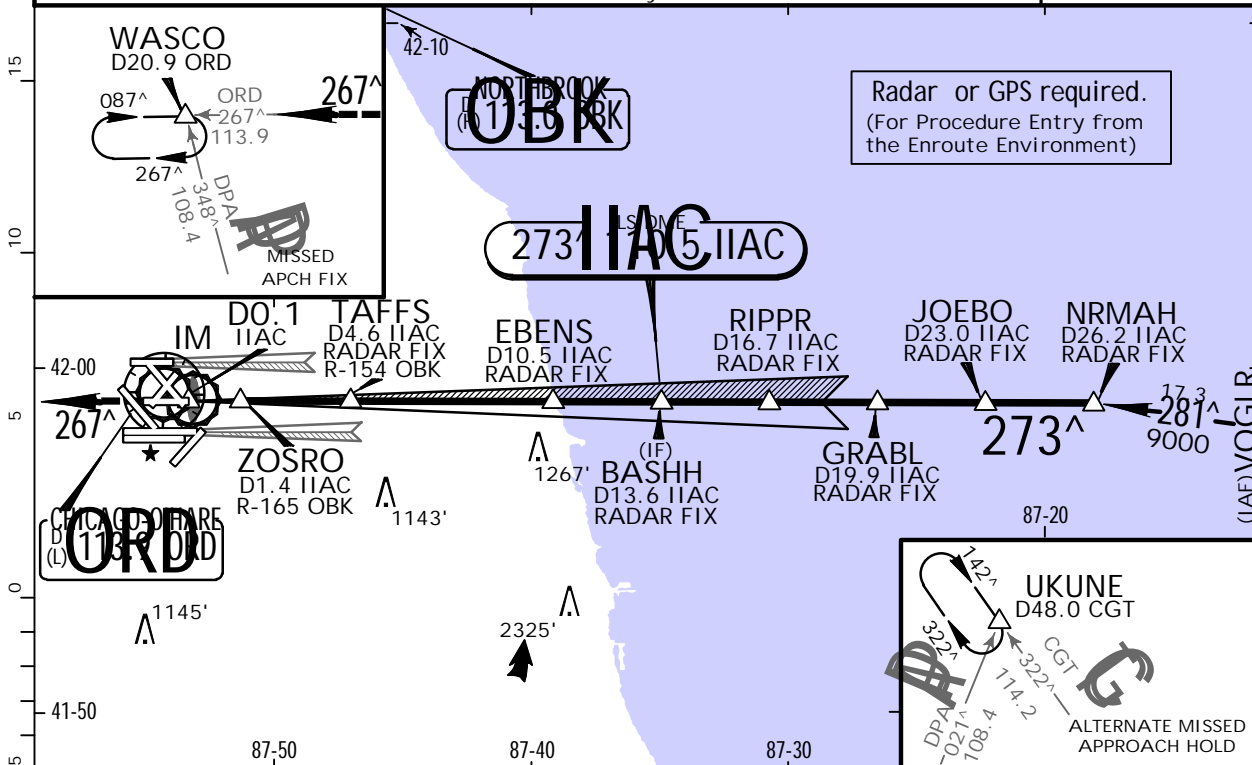 WASCO
D20.9 ORD
087^
267^
ORD
267^
113.9
267^
DPA
348^
108.4
MISSED
APCH FIX
42-10
NORTHBROOK
OBK
Radar or GPS required.
(For Procedure Entry from
the Enroute Environment)
273^
IIAC
IM
D0.1
IIAC
TAFFS
D4.6 IIAC
RADAR FIX
R-154 OBK
EBENS
D10.5 IIAC
RADAR FIX
RIPPR
D16.7 IIAC
RADAR FIX
JOEBO
D23.0 IIAC
RADAR FIX
NRMAH
D26.2 IIAC
RADAR FIX
42-00
267^
ZOSRO
D1.4 IIAC
R-165 OBK
(IF)
BASHH
D13.6 IIAC
RADAR FIX
GRABL
D19.9 IIAC
RADAR FIX
273^
17.3
281^
9000
(IAF)
1267'
1143'
CHICAGO-O'HARE
D
(L)
ORD
1145'
2325'
87-20
142^
322^
UKUNE
D48.0 CGT
CGT
322^
114.2
DPA
021^
108.4
ALTERNATE MISSED
APPROACH HOLD
41-50
87-50
87-40
87-30
15
10
5
0
5